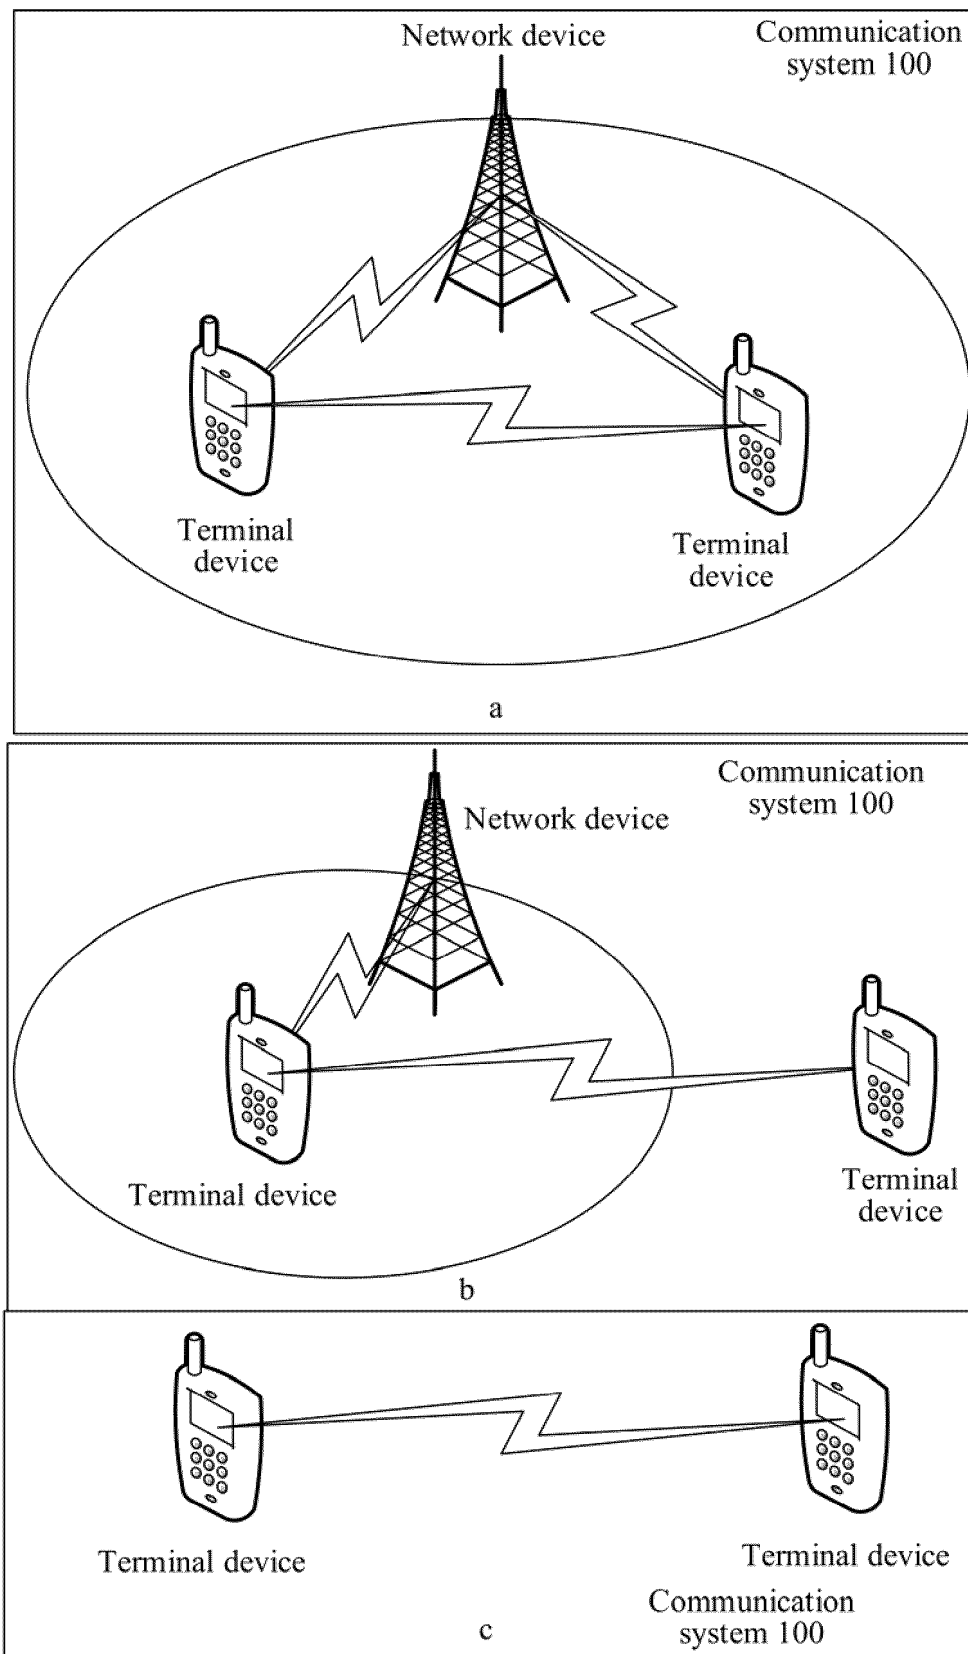 Network device
Communication
system 100
Terminal
device
Terminal
device
a
Communication
system 100
Network device
Terminal device
Terminal
device
b
Terminal device
Terminal device
Communication
system 100
c